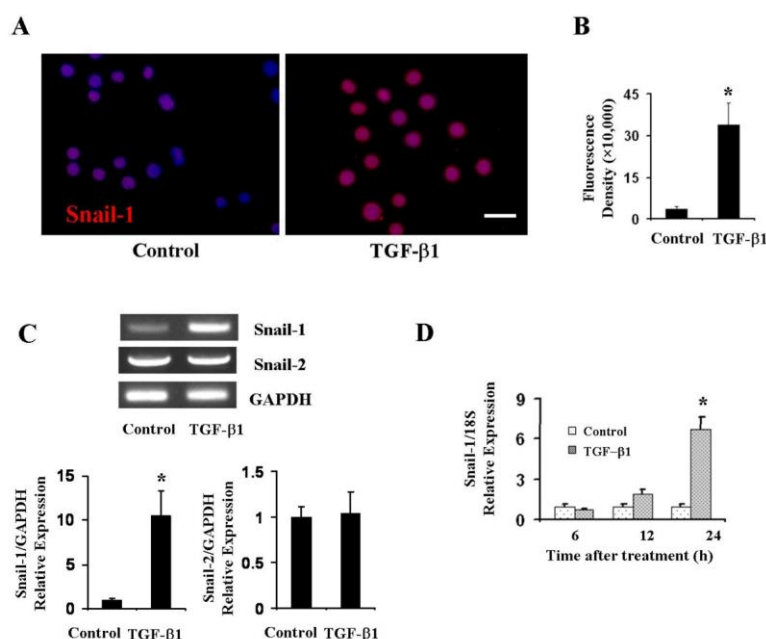 A
Snail-1
Control
TGF-β1
B
Fluorescence
Density (×10,000)
45
30
15
0
*
Control TGF-β1
C
Snail-1
Snail-2
GAPDH
Control TGF-β1
Snail-1/GAPDH
Relative Expression
15
10
5
0
*
Control TGF-β1
Snail-2/GAPDH
Relative Expression
1.5
1
0.5
0
Control TGF-β1
D
Snail-1/18S
Relative Expression
9
6
3
0
Control
TGF-β1
*
6 12 24
Time after treatment (h)